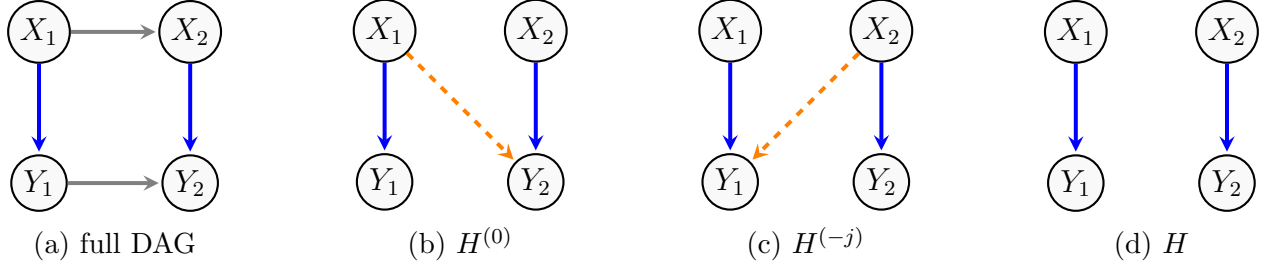 X₁ X₂ X₁ X₂ X₁ X₂ X₁ X₂
Y₁ Y₂ Y₁ Y₂ Y₁ Y₂ Y₁ Y₂
(a) full DAG (b) H⁽⁰⁾ (c) H⁽⁻ʲ⁾ (d) H